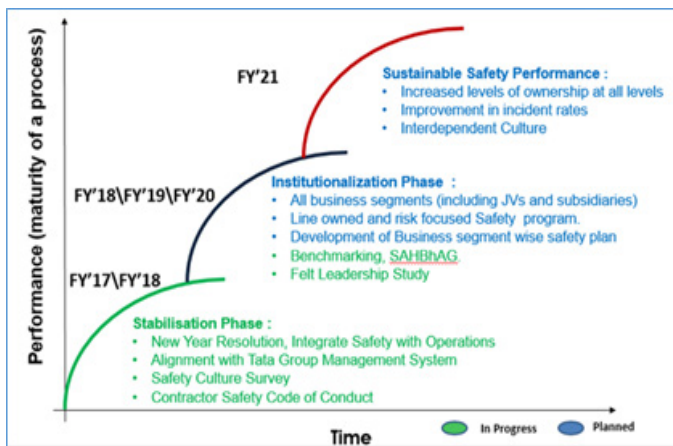 FY'21
Sustainable Safety Performance :
• Increased levels of ownership at all levels
• Improvement in incident rates
• Interdependent Culture
FY'18\FY'19\FY'20
Institutionalization Phase :
• All business segments (including JVs and subsidiaries)
• Line owned and risk focused Safety program.
• Development of Business segment wise safety plan
• Benchmarking, SAHBhAG.
• Felt Leadership Study
FY'17\FY'18
Stabilisation Phase :
• New Year Resolution, Integrate Safety with Operations
• Alignment with Tata Group Management System
• Safety Culture Survey
• Contractor Safety Code of Conduct
Performance (maturity of a process)
Time
In Progress
Planned